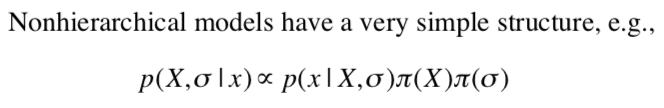 Nonhierarchical models have a very simple structure, e.g.,
p(X,σ | x) ∝ p(x | X,σ)π(X)π(σ)